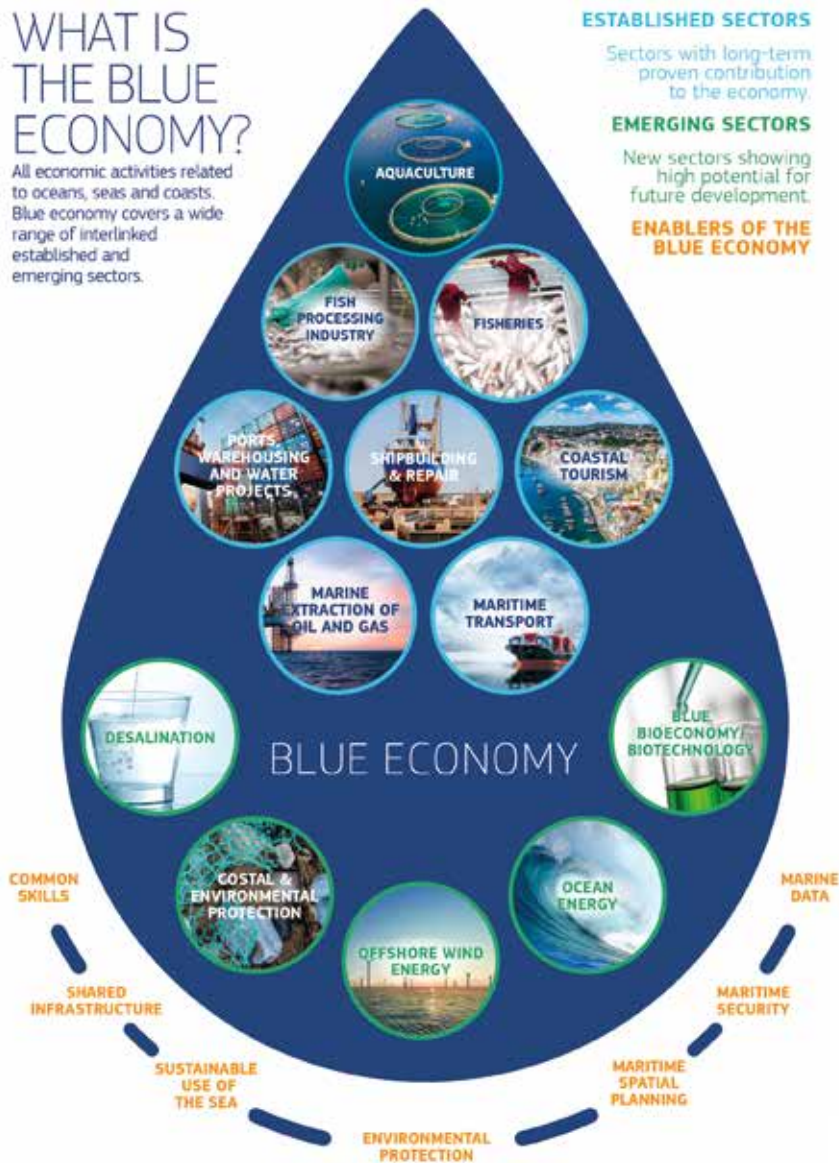 WHAT IS
THE BLUE
ECONOMY?
All economic activities related
to oceans, seas and coasts.
Blue economy covers a wide
range of interlinked
established and
emerging sectors.
ESTABLISHED SECTORS
Sectors with long-term
proven contribution
to the economy.
EMERGING SECTORS
New sectors showing
high potential for
future development.
ENABLERS OF THE
BLUE ECONOMY
AQUACULTURE
FISH
PROCESSING
INDUSTRY
FISHERIES
PORTS,
WAREHOUSING
AND WATER
PROJECTS
SHIPBUILDING
& REPAIR
COASTAL
TOURISM
MARINE
EXTRACTION OF
OIL AND GAS
MARITIME
TRANSPORT
DESALINATION
BLUE ECONOMY
BLUE
BIOECONOMY/
BIOTECHNOLOGY
COSTAL &
ENVIRONMENTAL
PROTECTION
OFFSHORE WIND
ENERGY
OCEAN
ENERGY
COMMON
SKILLS
SHARED
INFRASTRUCTURE
SUSTAINABLE
USE OF
THE SEA
ENVIRONMENTAL
PROTECTION
MARITIME
SPATIAL
PLANNING
MARITIME
SECURITY
MARINE
DATA